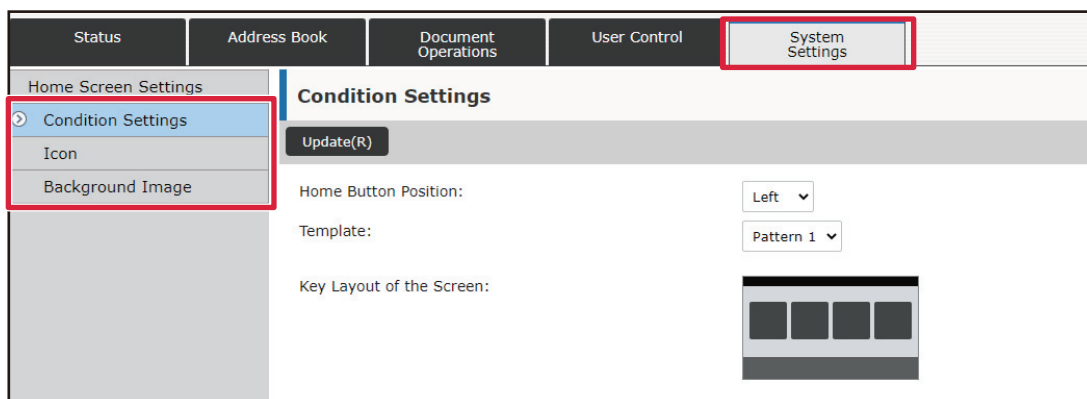 Status
Address Book
Document
Operations
User Control
System
Settings
Home Screen Settings
Condition Settings
Icon
Background Image
Condition Settings
Update(R)
Home Button Position:
Left
Template:
Pattern 1
Key Layout of the Screen: